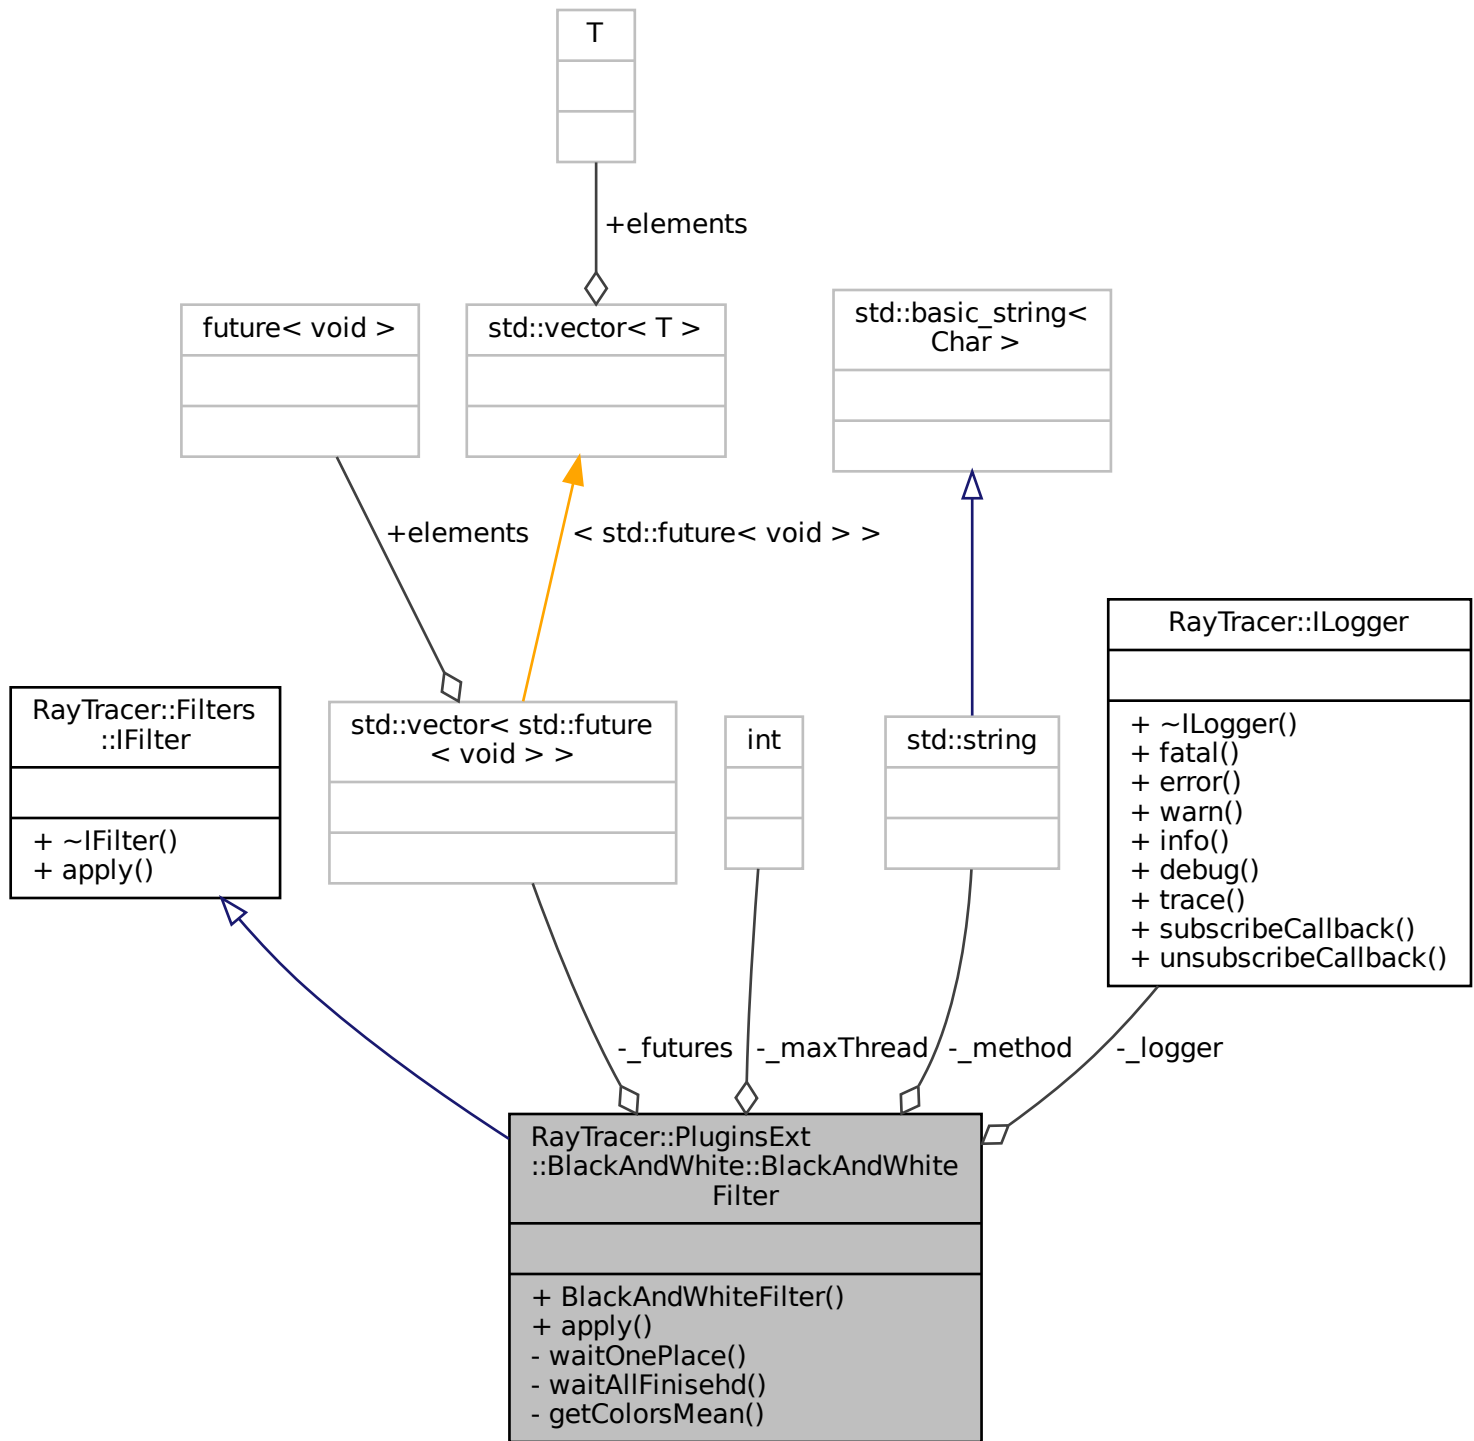 T
+elements
future< void >
std::vector< T >
std::basic_string<
Char >
+elements
< std::future< void > >
RayTracer::ILogger
+ ~ILogger()
+ fatal()
+ error()
+ warn()
+ info()
+ debug()
+ trace()
+ subscribeCallback()
+ unsubscribeCallback()
RayTracer::Filters
::IFilter
+ ~IFilter()
+ apply()
std::vector< std::future
< void > >
int
std::string
-_futures
-_maxThread
-_method
-_logger
RayTracer::PluginsExt
::BlackAndWhite::BlackAndWhite
Filter
+ BlackAndWhiteFilter()
+ apply()
- waitOnePlace()
- waitAllFinisehd()
- getColorsMean()